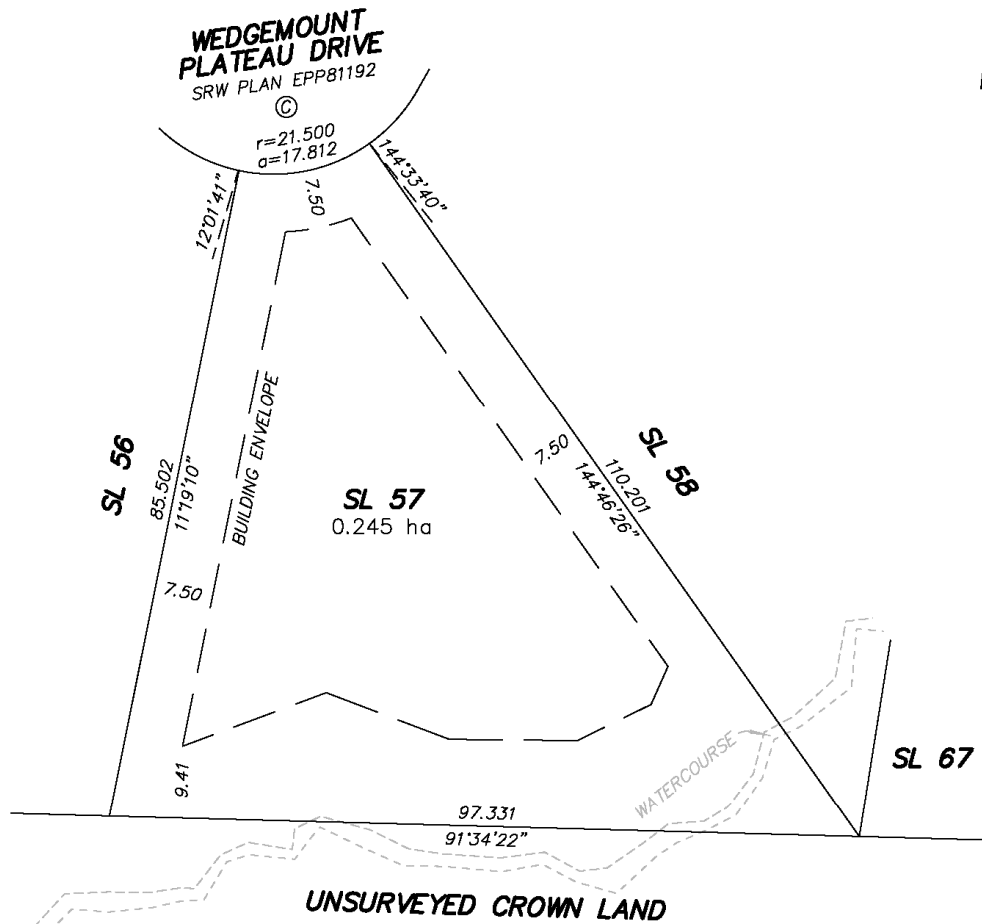 WEDGEMOUNT
PLATEAU DRIVE
SRW PLAN EPP81192
©
r=21.500
a=17.812
12°01'41"
7.50
144°33'40"
BUILDING ENVELOPE
SL 56
85.502
11°19'10"
7.50
SL 57
0.245 ha
7.50
110.201
144°46'26"
SL 58
9.41
WATERCOURSE
SL 67
97.331
91°34'22"
UNSURVEYED CROWN LAND